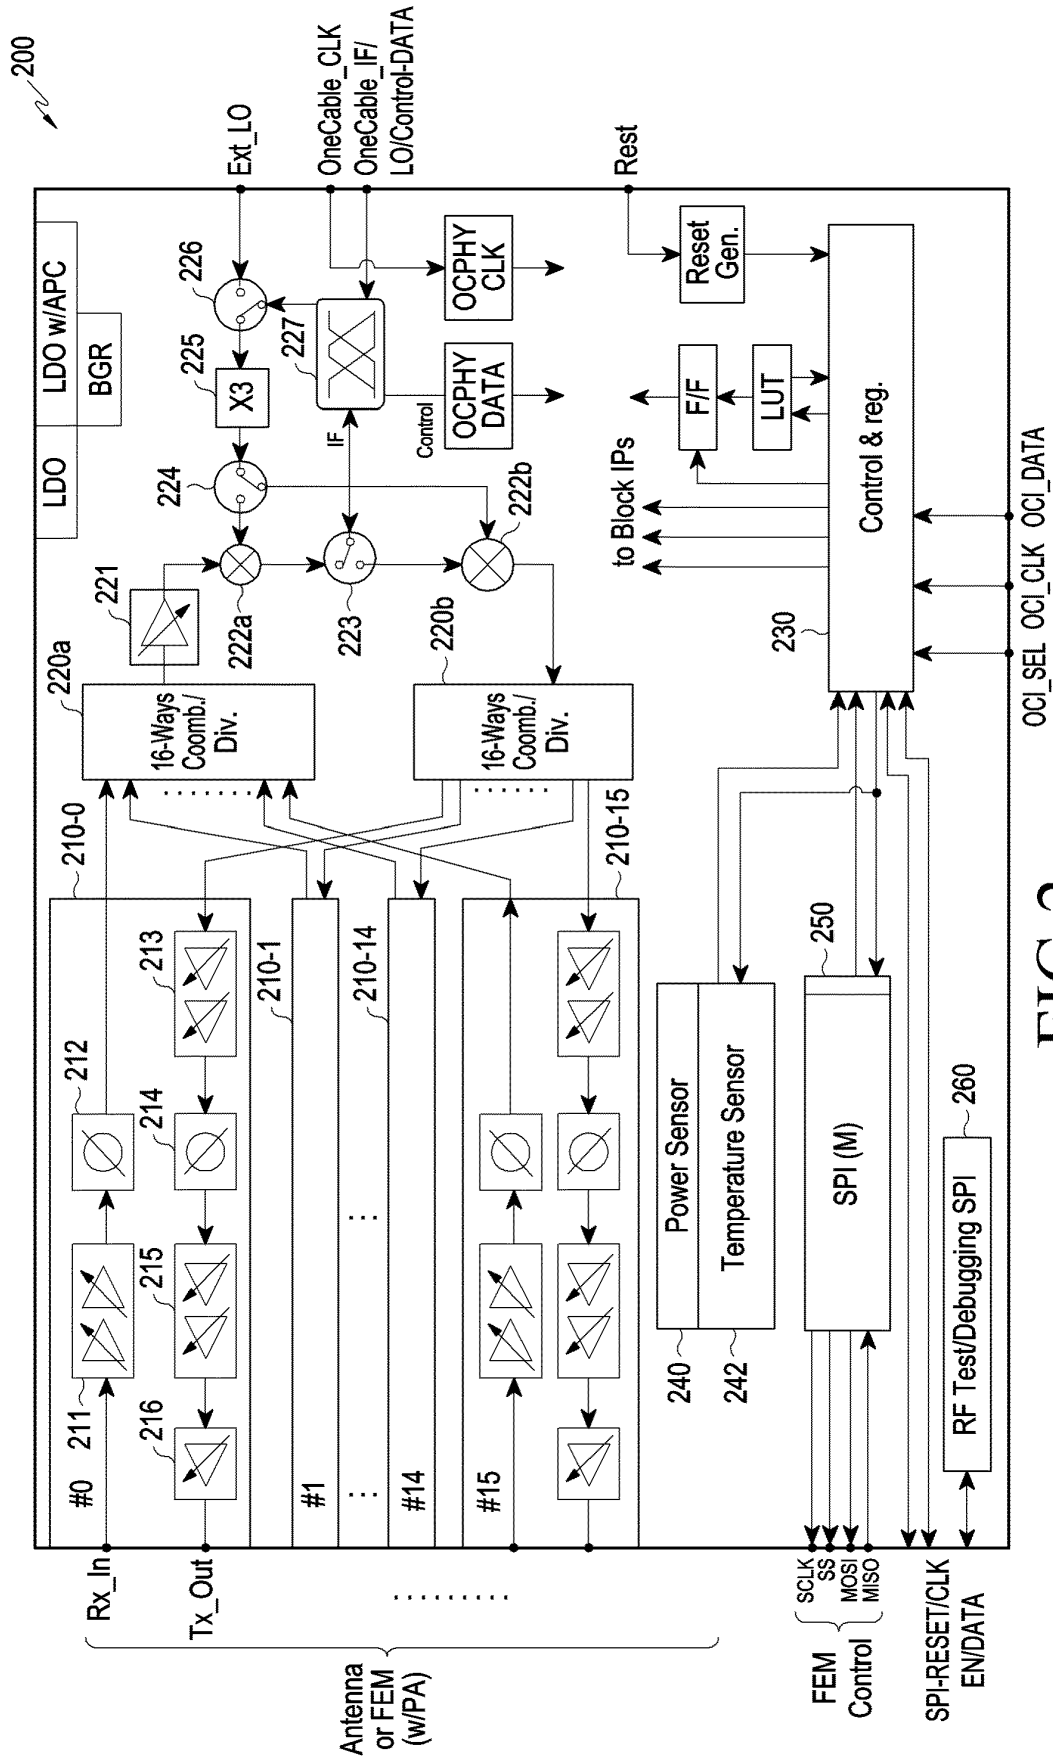 200
LDO
LDO w/APC
BGR
Ext_LO
OneCable_CLK
OneCable_IF/
LO/Control-DATA
Rest
226
225
X3
224
227
IF
Control
OCPHY
CLK
OCPHY
DATA
221
222a
223
222b
220a
16-Ways
Coomb./
Div.
220b
16-Ways
Coomb./
Div.
210-0
#0
211
212
213
214
215
216
Rx_In
Tx_Out
210-1
#1
210-14
#14
210-15
#15
Antenna
or FEM
(w/PA)
Reset
Gen.
F/F
LUT
to Block IPs
230
Control & reg.
OCI_SEL
OCI_CLK
OCI_DATA
240
Power Sensor
242
Temperature Sensor
250
SPI (M)
260
RF Test/Debugging SPI
SCLK
SS
MOSI
MISO
FEM
Control
SPI-RESET/CLK
EN/DATA